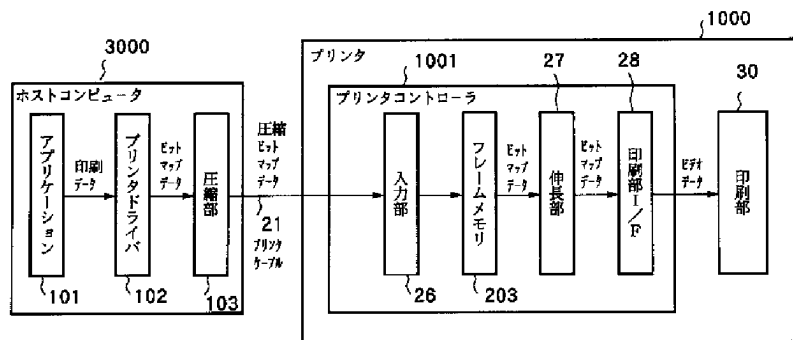 1000
3000
プリンタ
1001
27
28
30
ホストコンピュータ
プリンタコントローラ
アプリケーション
印刷
データ
プリンタドライバ
ビット
マップ
データ
圧縮部
圧縮
ビット
マップ
データ
21
プリンタ
ケーブル
入力部
フレームメモリ
ビット
マップ
データ
伸長部
ビット
マップ
データ
印刷部I/F
ビデオ
データ
印刷部
101
102
103
26
203